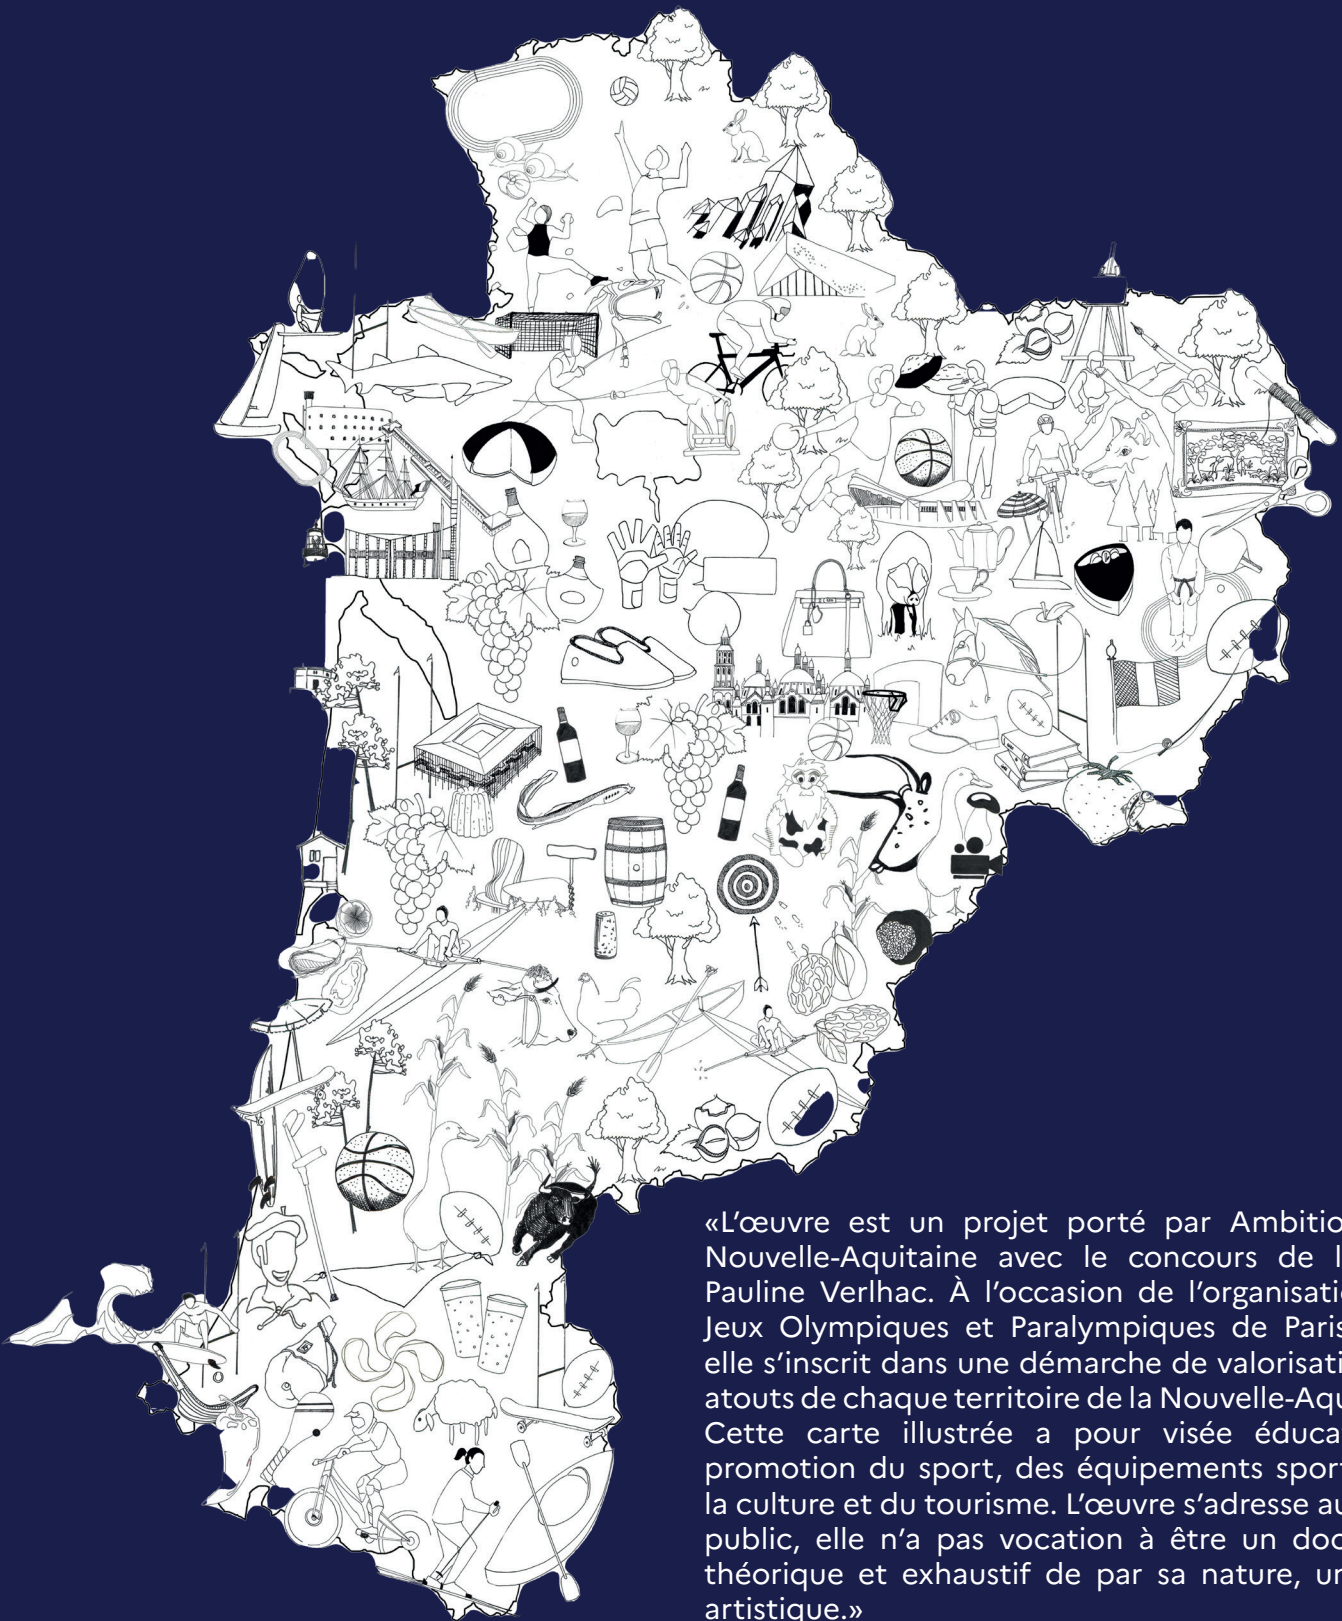 «L'œuvre est un projet porté par Ambitio
Nouvelle-Aquitaine avec le concours de l
Pauline Verlhac. À l'occasion de l'organisati
Jeux Olympiques et Paralympiques de Paris
elle s'inscrit dans une démarche de valorisati
atouts de chaque territoire de la Nouvelle-Aqu
Cette carte illustrée a pour visée éduca
promotion du sport, des équipements sport
la culture et du tourisme. L'œuvre s'adresse au
public, elle n'a pas vocation à être un doc
théorique et exhaustif de par sa nature, un
artistique.»